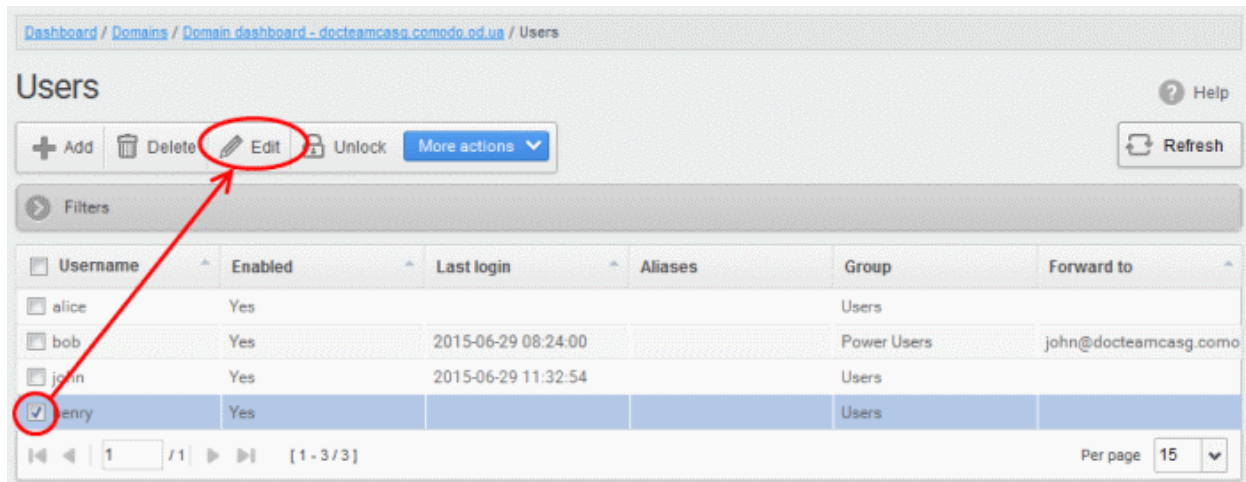 Dashboard / Domains / Domain dashboard - docteamcasg.comodo.od.ua / Users
Users
Help
Add Delete Edit Unlock More actions
Refresh
Filters
Username Enabled Last login Aliases Group Forward to
alice Yes Users
bob Yes 2015-06-29 08:24:00 Power Users john@docteamcasg.como
john Yes 2015-06-29 11:32:54 Users
henry Yes Users
1 / 1 [ 1 - 3 / 3 ] Per page 15